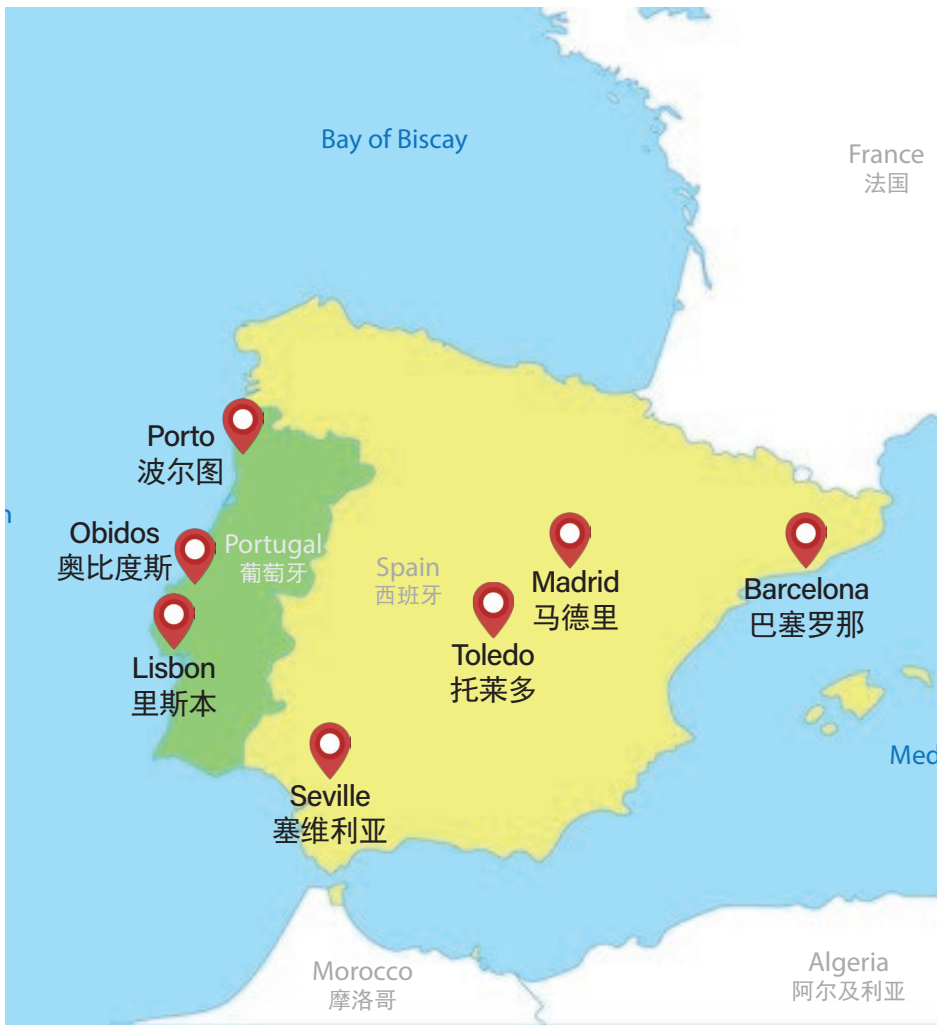 Bay of Biscay
France
法国
Porto
波尔图
n
Obidos
奥比度斯
Portugal
葡萄牙
Spain
西班牙
Madrid
马德里
Barcelona
巴塞罗那
Toledo
托莱多
Lisbon
里斯本
Med
Seville
塞维利亚
Morocco
摩洛哥
Algeria
阿尔及利亚